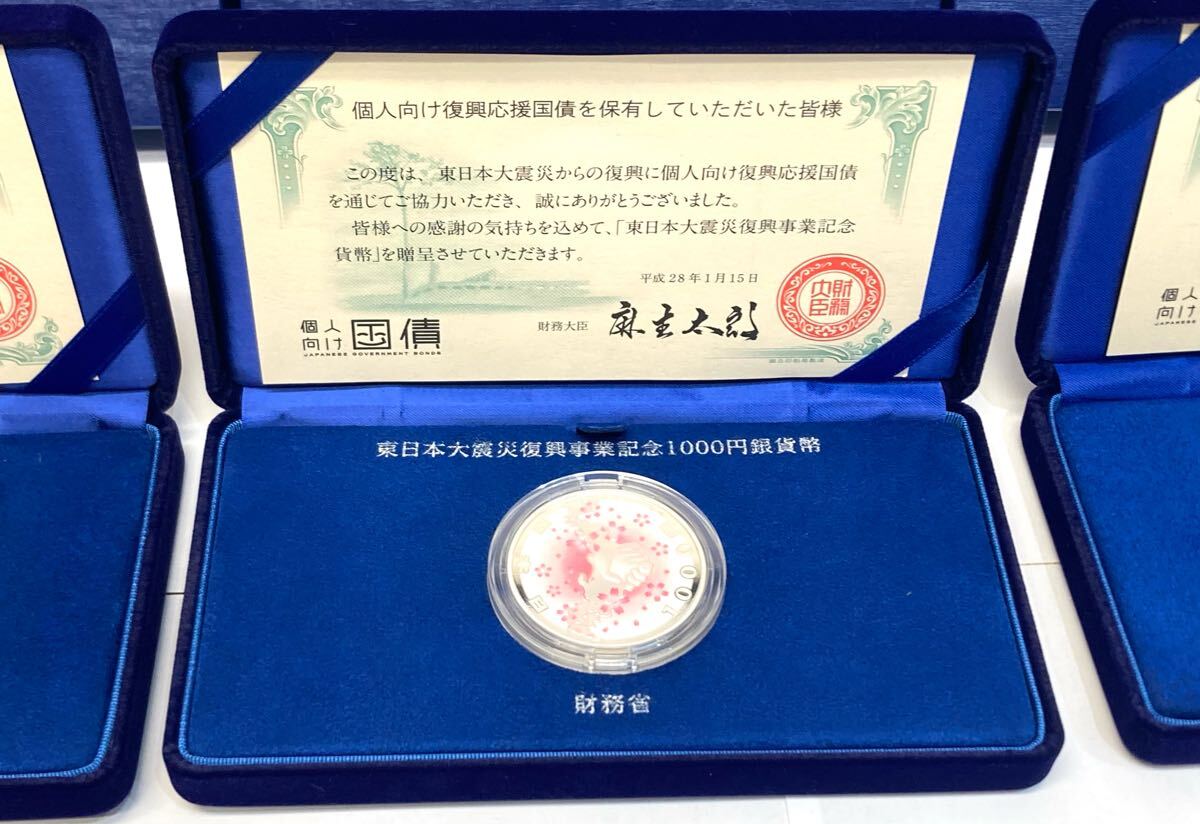 個人向け復興応援国債を保有していただいた皆様
この度は、東日本大震災からの復興に個人向け復興応援国債
を通じてご協力いただき、誠にありがとうございました。
皆様への感謝の気持ちを込めて、「東日本大震災復興事業記念
貨幣」を贈呈させていただきます。
平成28年1月15日
個人
向け
国債
JAPANESE GOVERNMENT BONDS
財務大臣
麻生太郎
財務
大臣
東日本大震災復興事業記念1000円銀貨幣
財務省
個人
向け